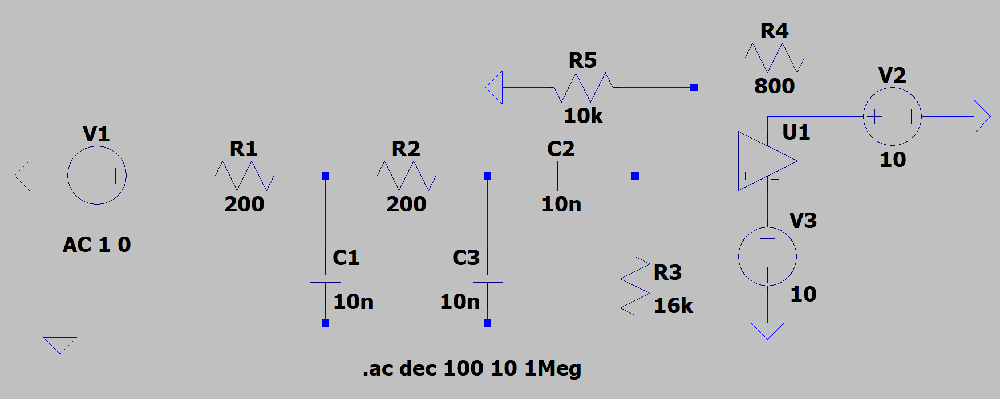 R4
R5
V2
800
10k
V1
R1
R2
C2
U1
10
200
200
10n
V3
AC 1 0
C1
C3
R3
10
10n
10n
16k
.ac dec 100 10 1Meg